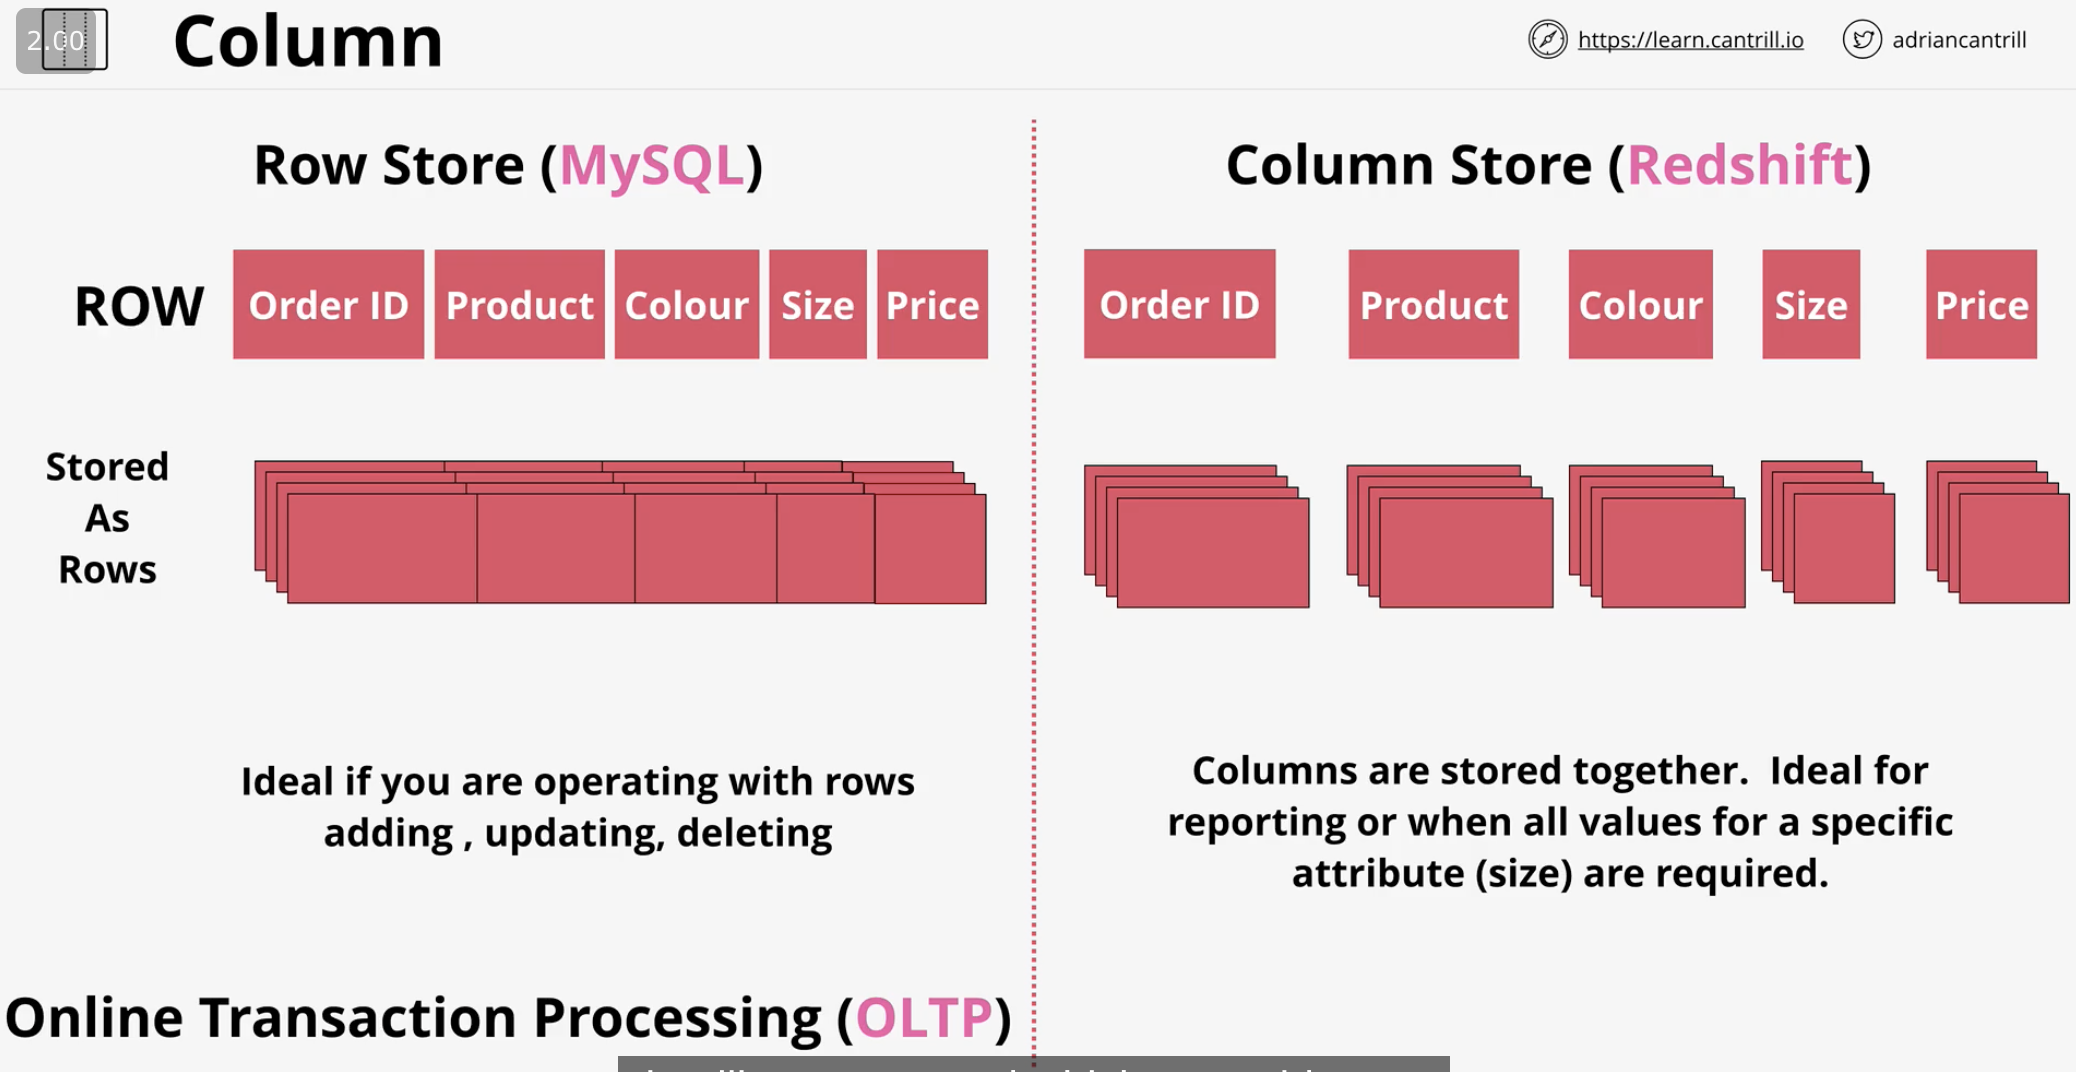 2.00
Column
https://learn.cantrill.io
adriancantrill
Row Store (MySQL)
ROW
Order ID
Product
Colour
Size
Price
Stored
As
Rows
Ideal if you are operating with rows
adding , updating, deleting
Online Transaction Processing (OLTP)
Column Store (Redshift)
Order ID
Product
Colour
Size
Price
Columns are stored together.  Ideal for
reporting or when all values for a specific
attribute (size) are required.